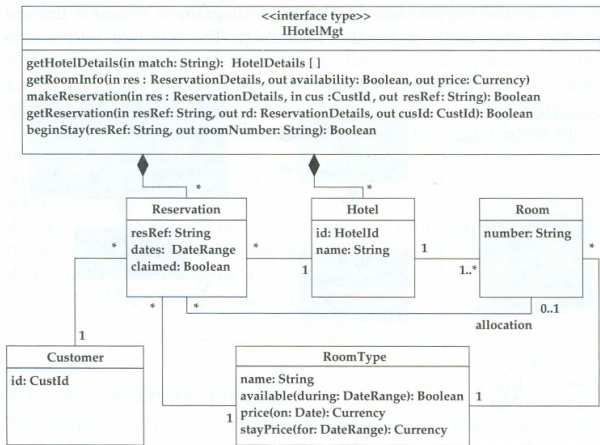 <<interface type>>
IHotelMgt
getHotelDetails(in match: String): HotelDetails [ ]
getRoomInfo(in res : ReservationDetails, out availability: Boolean, out price: Currency)
makeReservation(in res : ReservationDetails, in cus :CustId , out resRef: String): Boolean
getReservation(in resRef: String, out rd: ReservationDetails, out cusId: CustId): Boolean
beginStay(resRef: String, out roomNumber: String): Boolean
*
*
Reservation
resRef: String
dates: DateRange
claimed: Boolean
Hotel
id: HotelId
name: String
Room
number: String
*
*
1
1
1..*
*
*
*
*
0..1
allocation
1
Customer
id: CustId
RoomType
name: String
available(during: DateRange): Boolean
price(on: Date): Currency
stayPrice(for: DateRange): Currency
1
1